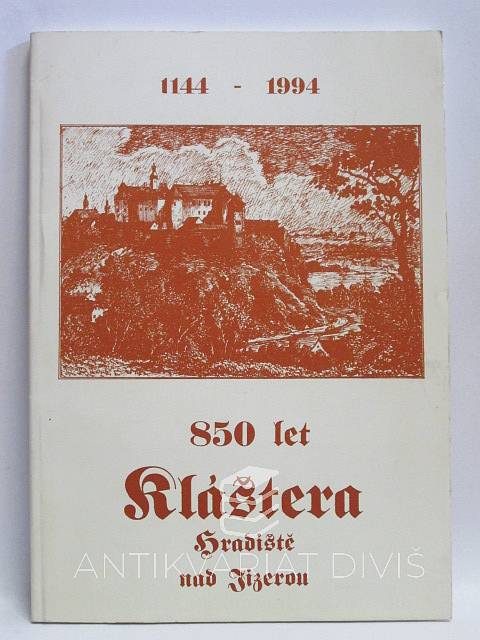 1144 - 1994
850 let
Kláštera
Hradiště
nad Jizerou
ANTIKVARIÁT DIVIŠ